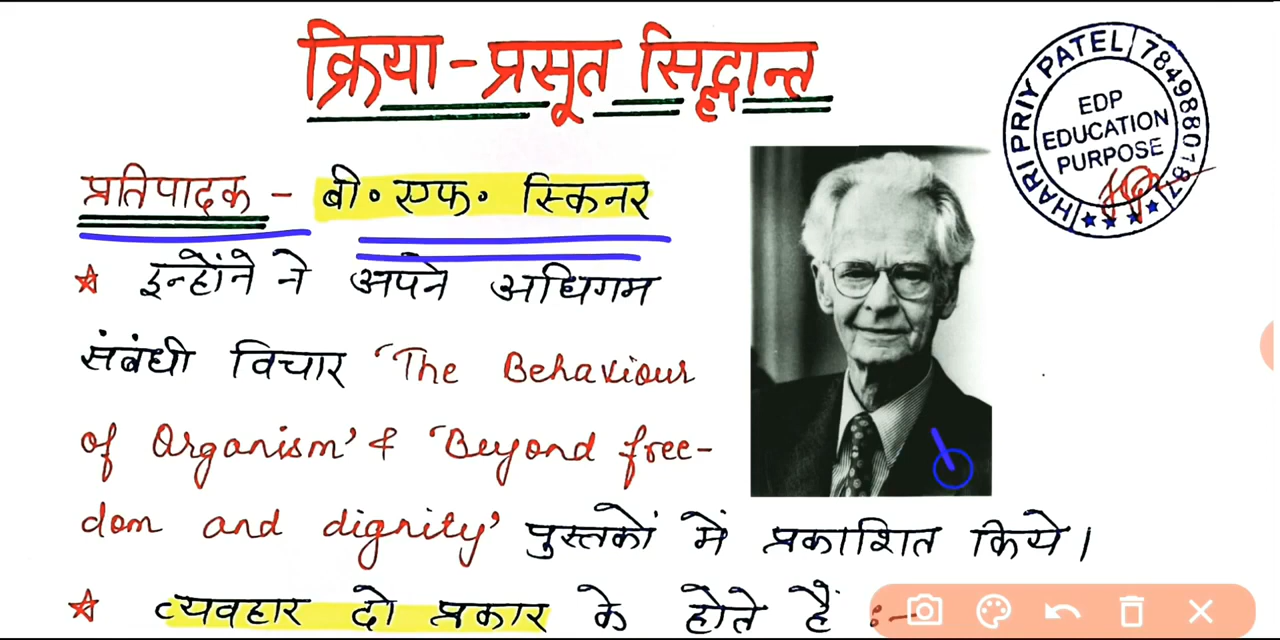 क्रिया-प्रसूत सिद्धान्त
HARI PRIY PATEL 7849880187
EDP
EDUCATION
PURPOSE
प्रतिपादक - बी॰ एफ॰ स्किनर
इन्होंने ने अपने अधिगम
संबंधी विचार 'The Behaviour
of Organism' & 'Beyond free-
dom and dignity' पुस्तकों में प्रकाशित किये।
व्यवहार दो प्रकार के होते हैं :-